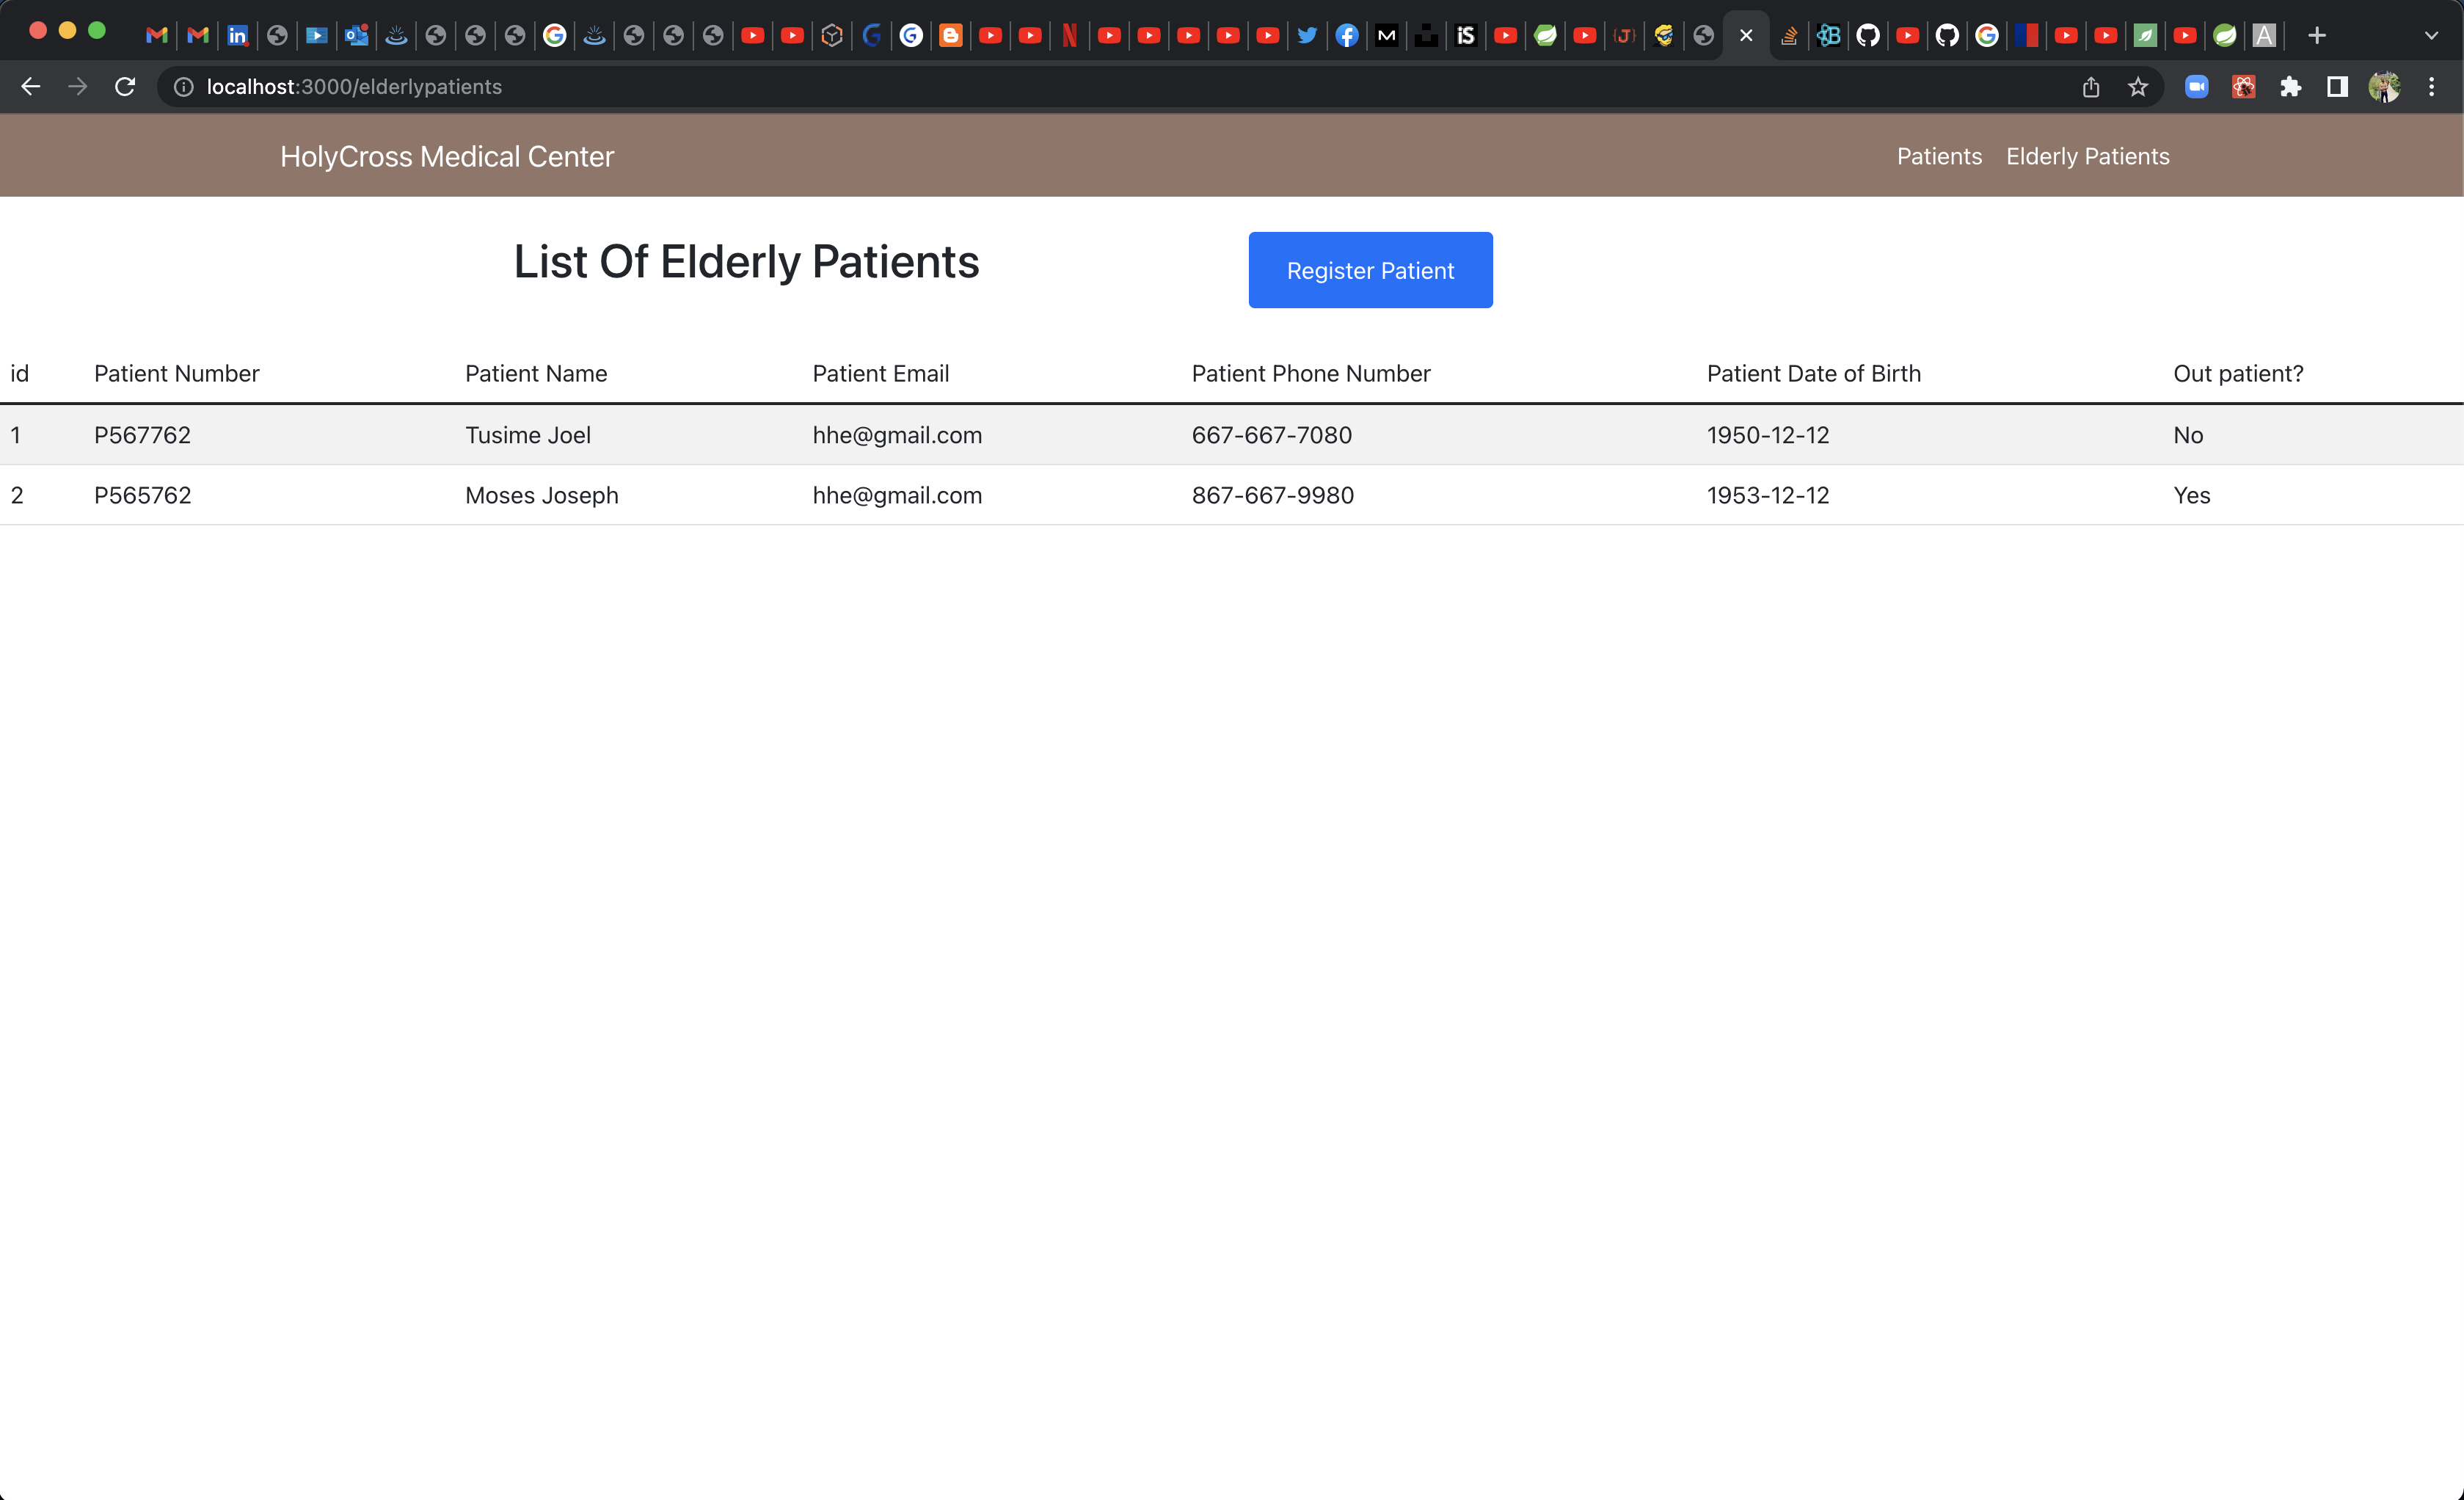 localhost:3000/elderlypatients
HolyCross Medical Center Patients Elderly Patients
List Of Elderly Patients Register Patient
id Patient Number Patient Name Patient Email Patient Phone Number Patient Date of Birth Out patient?
1 P567762 Tusime Joel hhe@gmail.com 667-667-7080 1950-12-12 No
2 P565762 Moses Joseph hhe@gmail.com 867-667-9980 1953-12-12 Yes